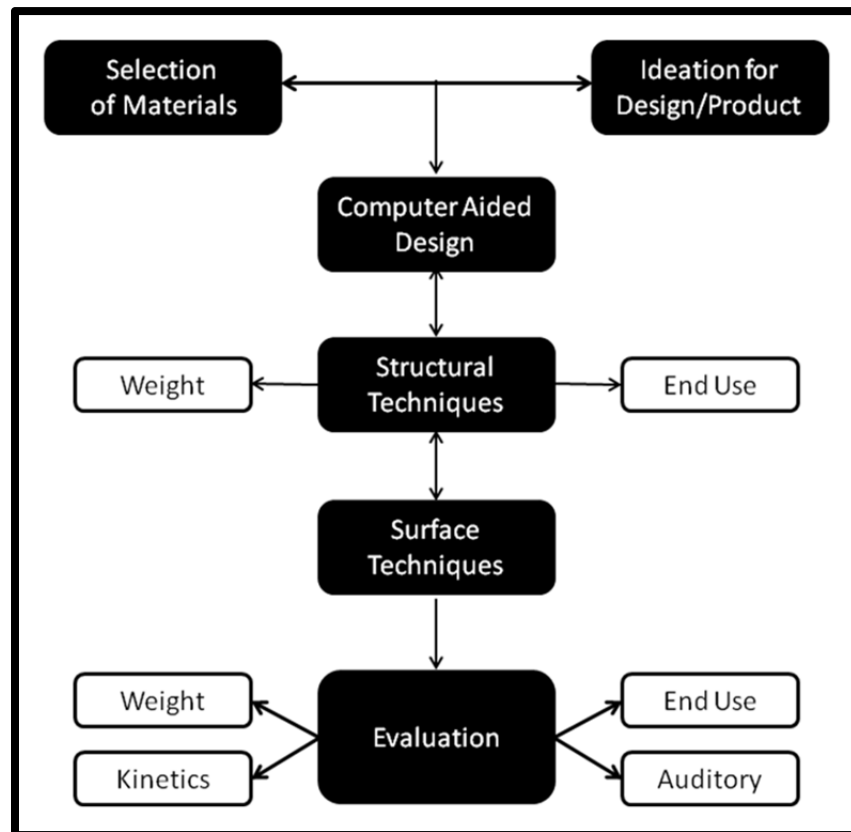 Selection
of Materials
Ideation for
Design/Product
Computer Aided
Design
Weight
Structural
Techniques
End Use
Surface
Techniques
Weight
Kinetics
Evaluation
End Use
Auditory